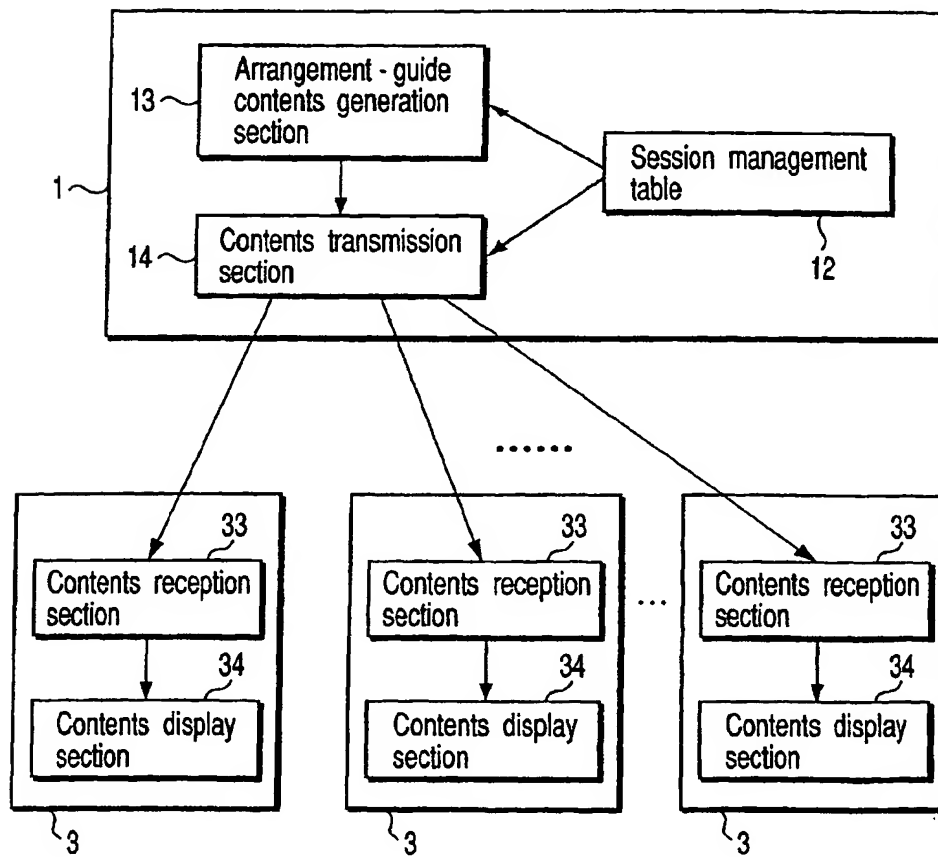 Arrangement - guide
contents generation
section
13
Session management
table
1
Contents transmission
section
14
12
......
33
33
33
Contents reception
section
Contents reception
section
...
Contents reception
section
34
34
34
Contents display
section
Contents display
section
Contents display
section
3
3
3